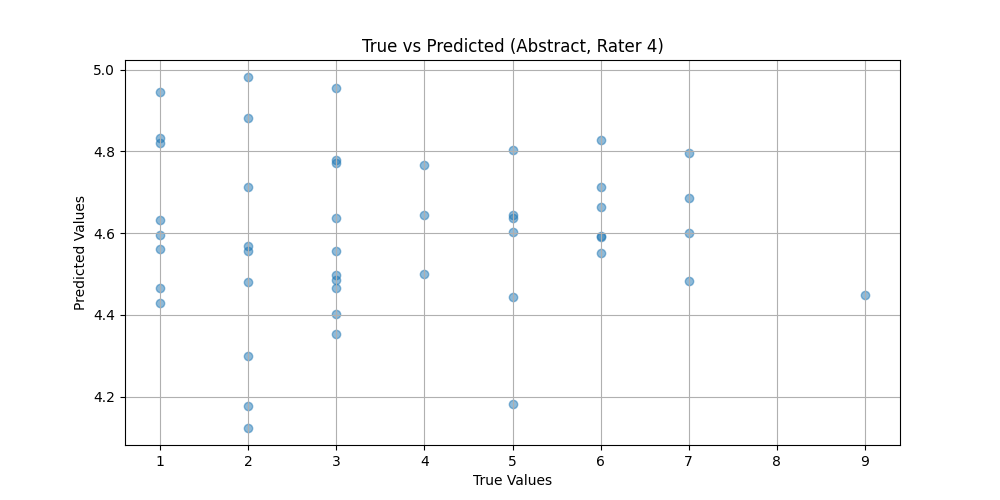 True vs Predicted (Abstract, Rater 4)
5.0
4.8
4.6
4.4
4.2
Predicted Values
1 2 3 4 5 6 7 8 9
True Values